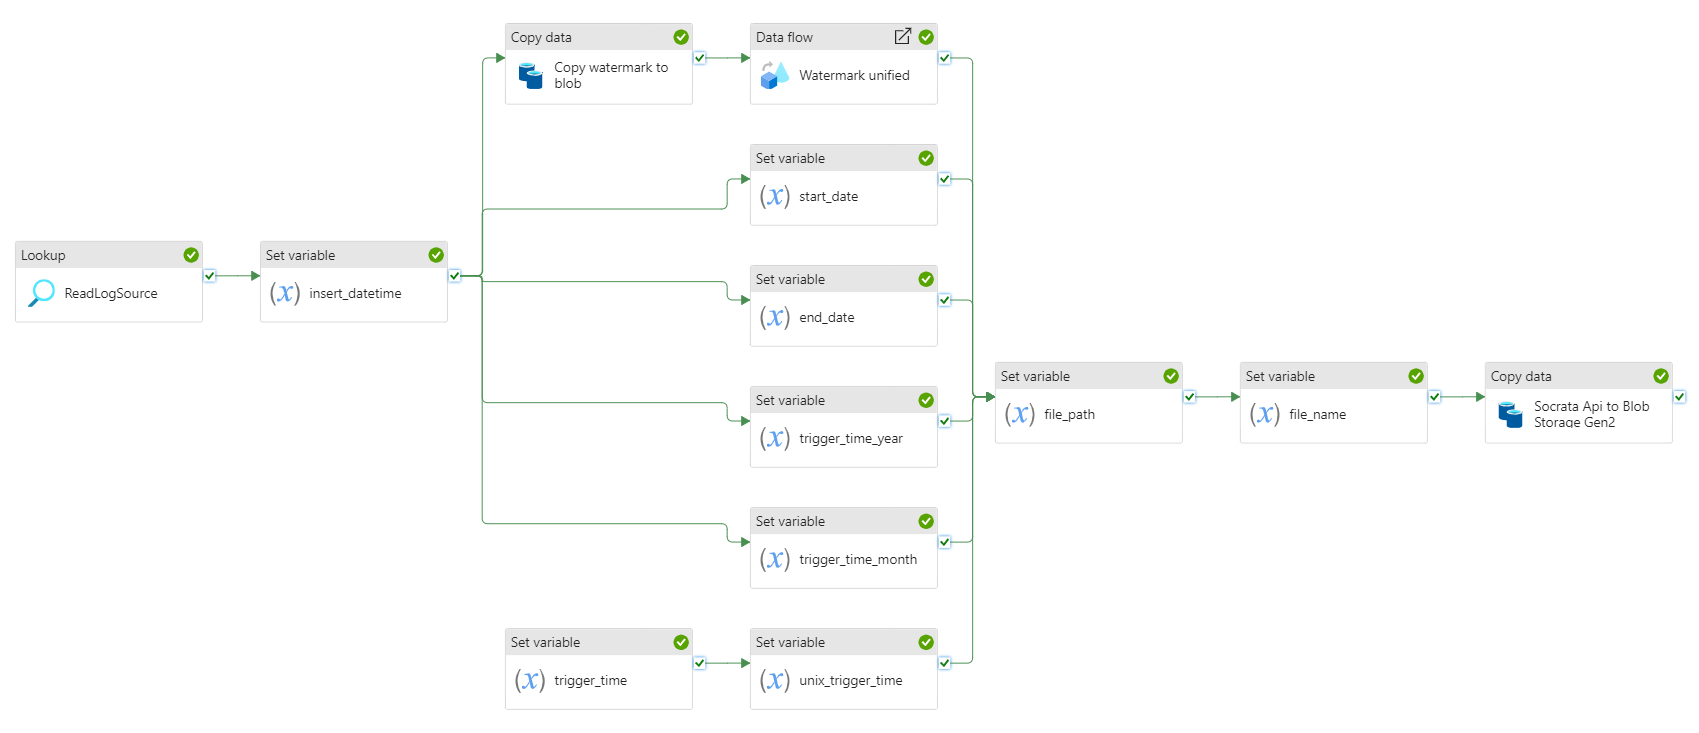 Copy data
Copy watermark to
blob
Data flow
Watermark unified
Set variable
(x) start_date
Lookup
ReadLogSource
Set variable
(x) insert_datetime
Set variable
(x) end_date
Set variable
(x) trigger_time_year
Set variable
(x) file_path
Set variable
(x) file_name
Copy data
Socrata Api to Blob
Storage Gen2
Set variable
(x) trigger_time_month
Set variable
(x) trigger_time
Set variable
(x) unix_trigger_time